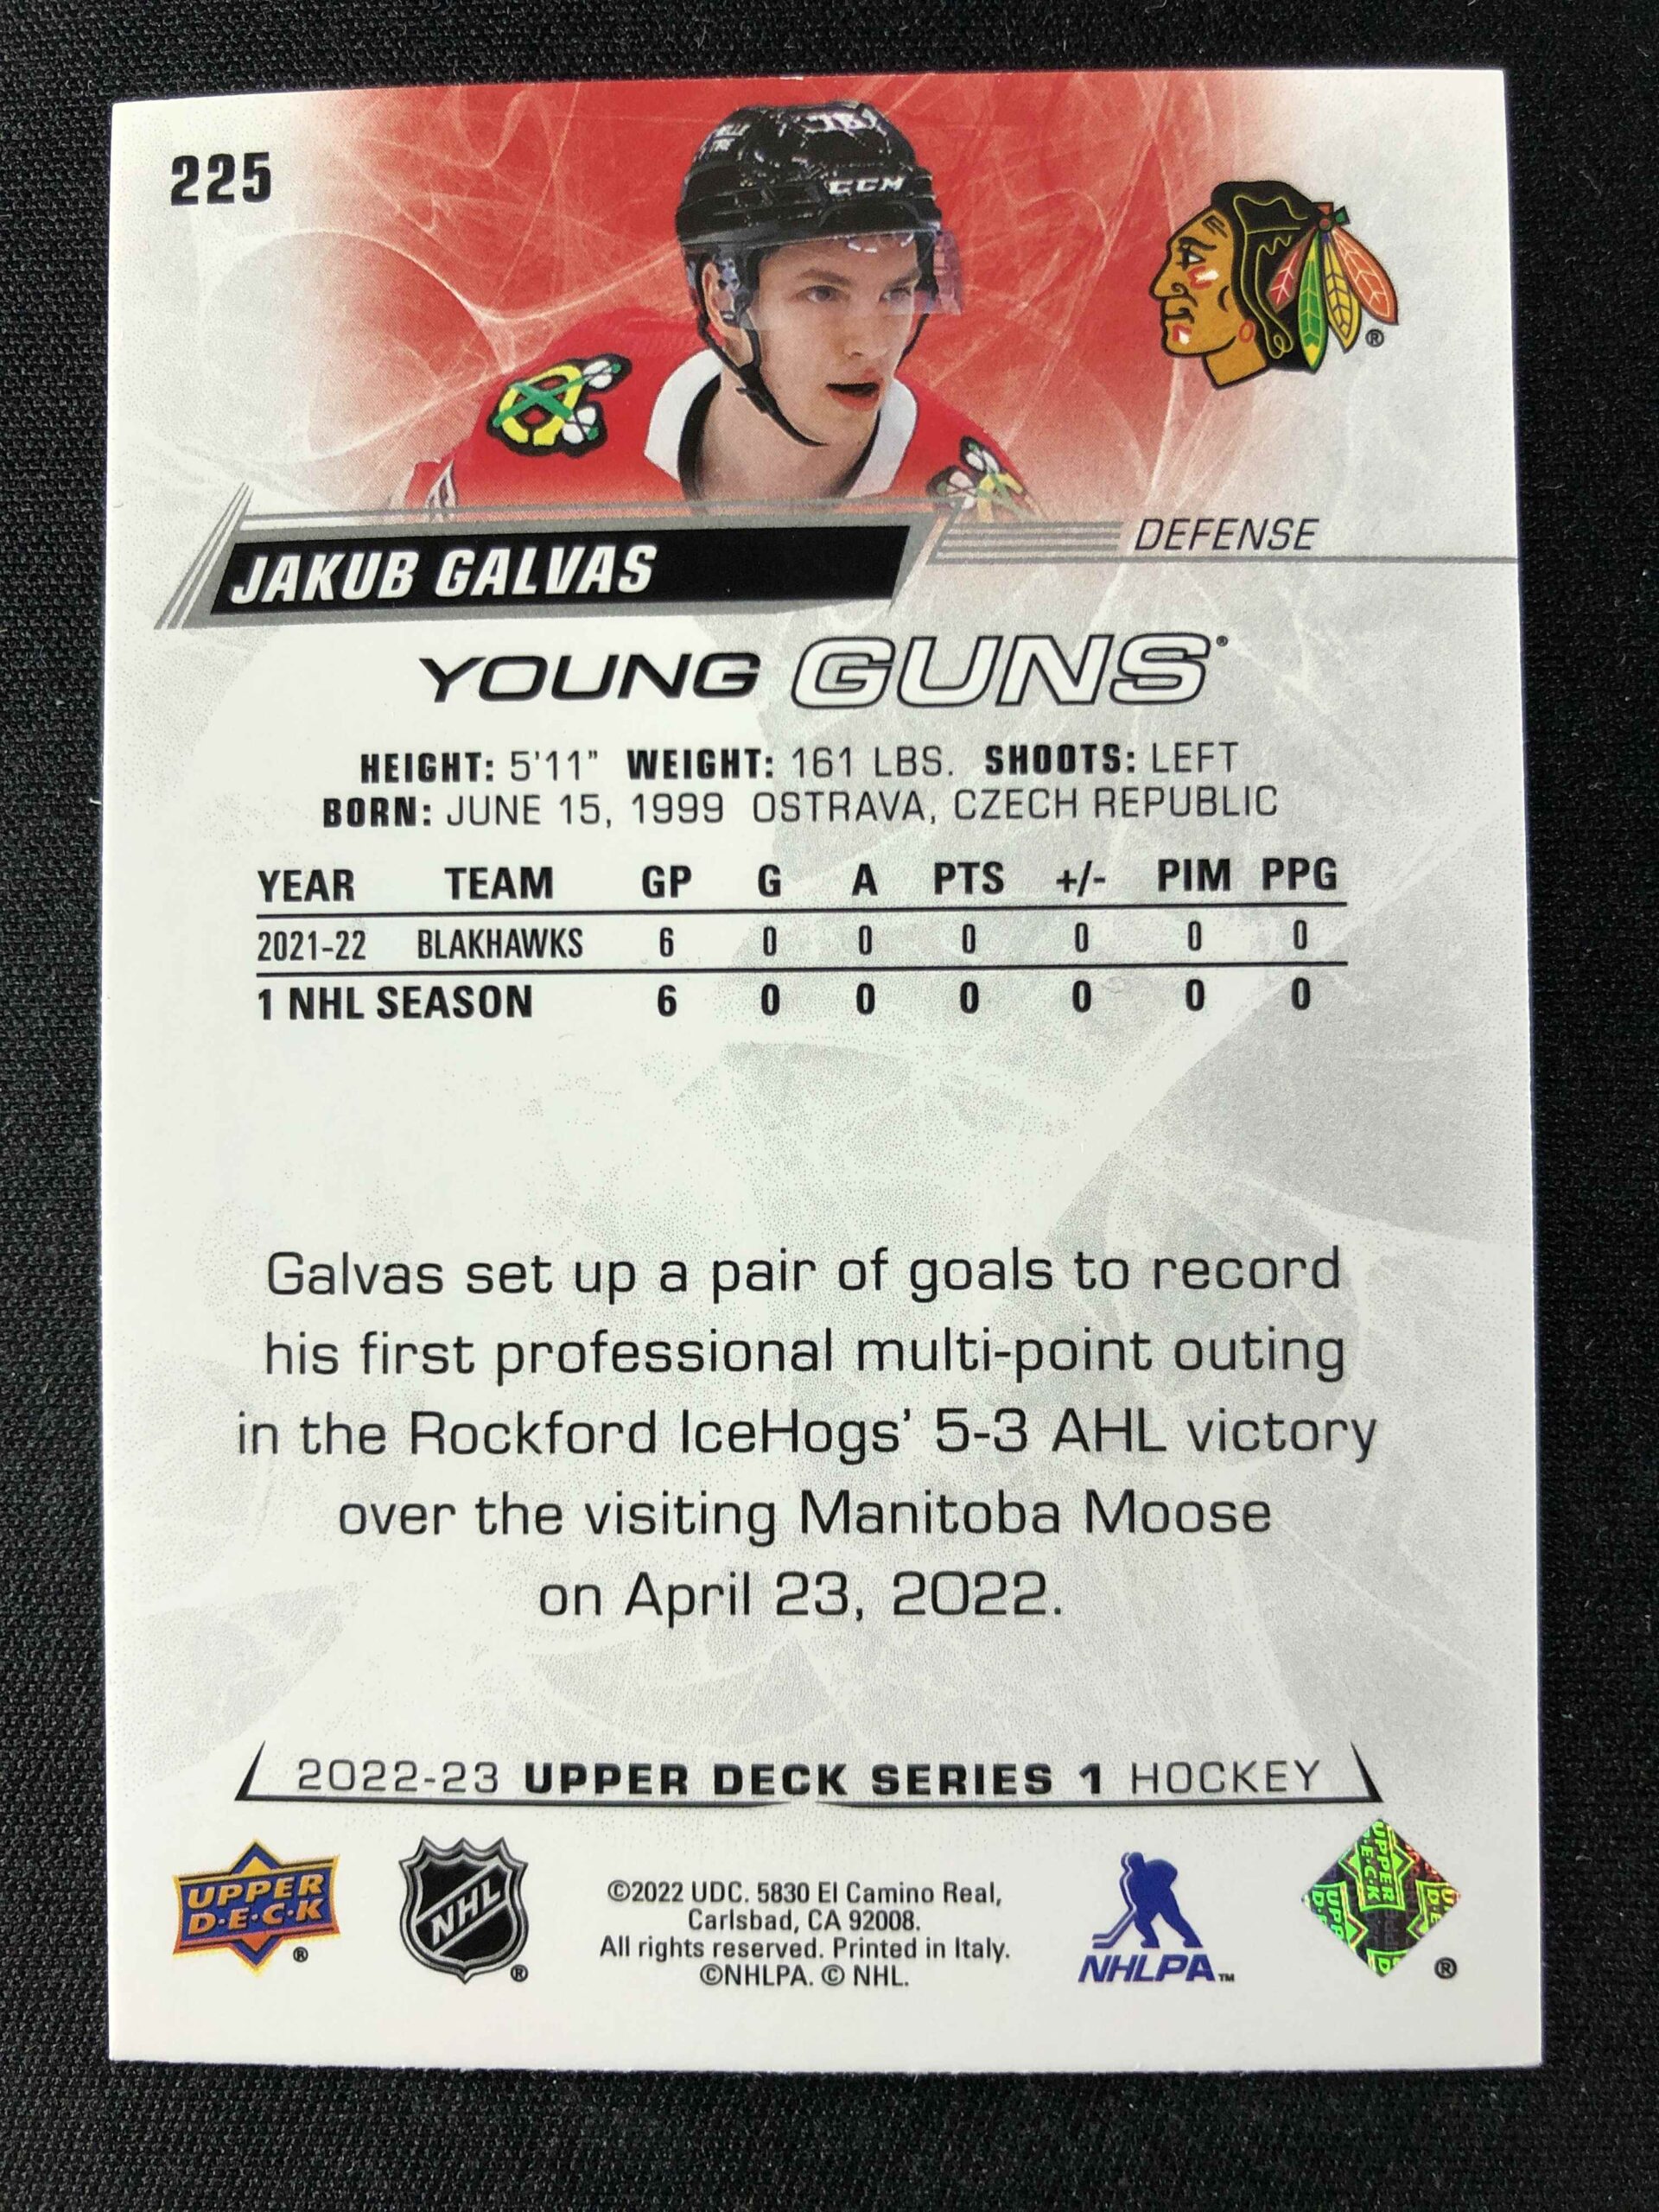 225
CCM
JAKUB GALVAS
DEFENSE
YOUNG GUNS®
HEIGHT: 5'11" WEIGHT: 161 LBS. SHOOTS: LEFT
BORN: JUNE 15, 1999 OSTRAVA, CZECH REPUBLIC
YEAR TEAM GP G A PTS +/- PIM PPG
2021-22 BLAKHAWKS 6 0 0 0 0 0 0
1 NHL SEASON 6 0 0 0 0 0 0
Galvas set up a pair of goals to record
his first professional multi-point outing
in the Rockford IceHogs' 5-3 AHL victory
over the visiting Manitoba Moose
on April 23, 2022.
2022-23 UPPER DECK SERIES 1 HOCKEY
UPPER
D·E·C·K
®
NHL
®
©2022 UDC. 5830 El Camino Real,
Carlsbad, CA 92008.
All rights reserved. Printed in Italy.
©NHLPA. © NHL.
NHLPA™
UPPER
D·E·C·K
®